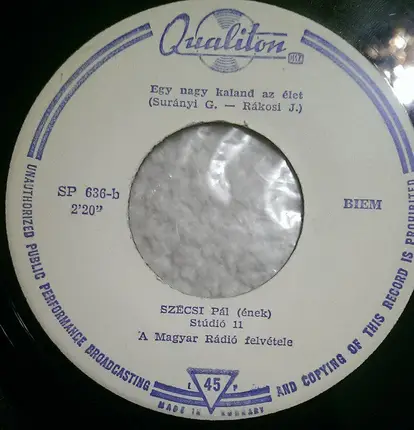 Qualiton
Egy nagy kaland az élet
(Surányi G. — Rákosi J.)
SP 636-b
2'20"
BIEM
SZÉCSI Pál (ének)
Stúdió 11
A Magyar Rádió felvétele
UNAUTHORIZED PUBLIC PERFORMANCE BROADCASTING AND COPYING OF THIS RECORD IS PROHIBITED
45
MADE IN HUNGARY